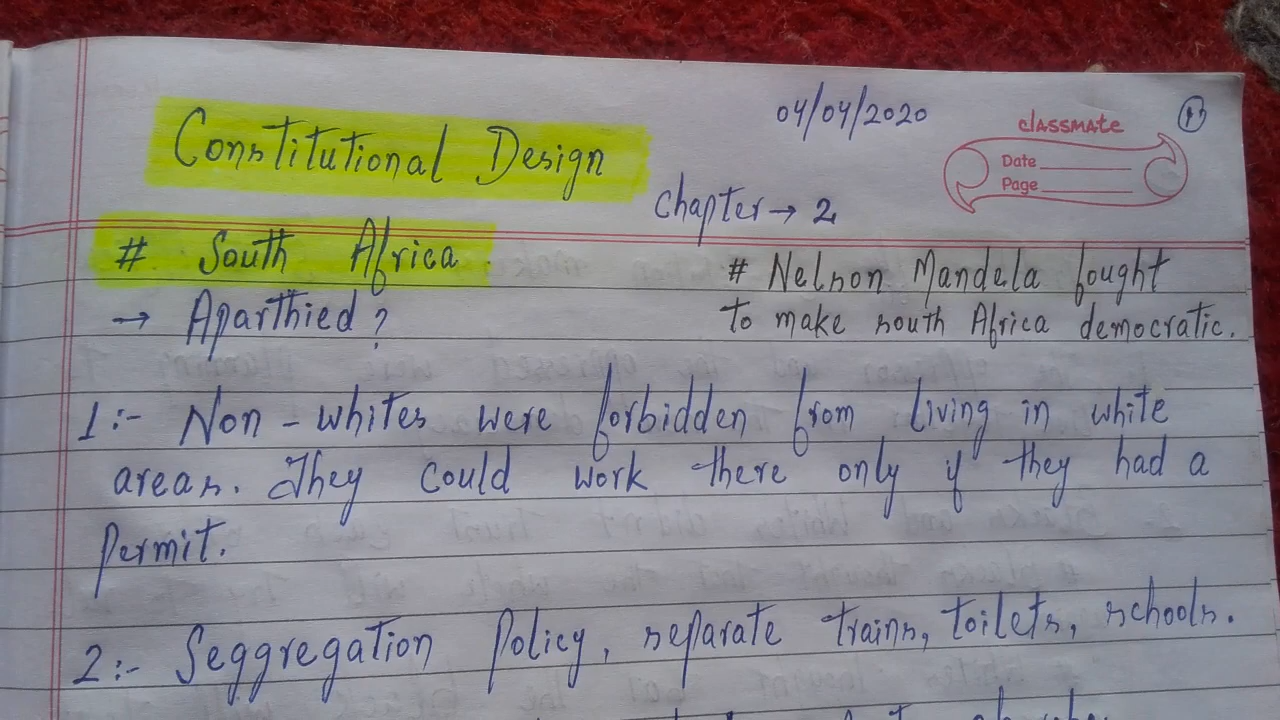 04/04/2020
classmate
Date
Page
Constitutional Design
Chapter → 2
# South Africa
# Nelson Mandela fought
to make south Africa democratic.
→ Aparthied?
1:- Non-whites were forbidden from living in white
areas. They could work there only if they had a
permit.
2:- Seggregation Policy, separate trains, toilets, schools.